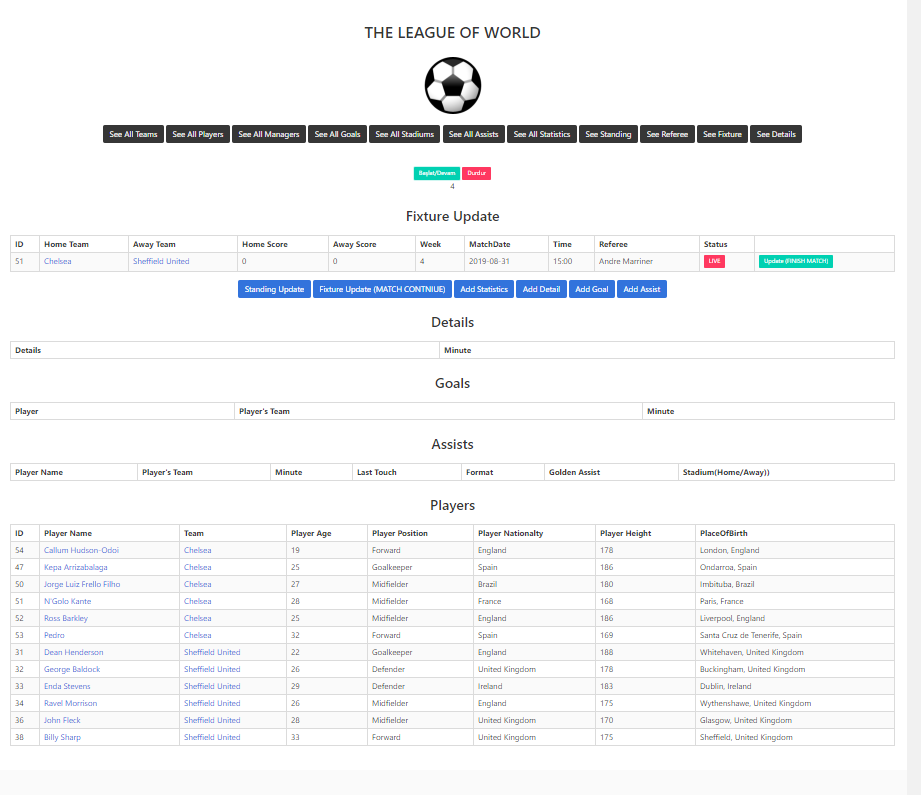 THE LEAGUE OF WORLD
See All Teams See All Players See All Managers See All Goals See All Stadiums See All Assists See All Statistics See Standing See Referee See Fixture See Details
Başlat/Devam Durdur
4
Fixture Update
ID Home Team Away Team Home Score Away Score Week MatchDate Time Referee Status
51 Chelsea Sheffield United 0 0 4 2019-08-31 15:00 Andre Marriner LIVE Update (FINISH MATCH)
Standing Update Fixture Update (MATCH CONTNIUE) Add Statistics Add Detail Add Goal Add Assist
Details
Details Minute
Goals
Player Player's Team Minute
Assists
Player Name Player's Team Minute Last Touch Format Golden Assist Stadium(Home/Away))
Players
ID Player Name Team Player Age Player Position Player Nationalty Player Height PlaceOfBirth
54 Callum Hudson-Odoi Chelsea 19 Forward England 178 London, England
47 Kepa Arrizabalaga Chelsea 25 Goalkeeper Spain 186 Ondarroa, Spain
50 Jorge Luiz Frello Filho Chelsea 27 Midfielder Brazil 180 Imbituba, Brazil
51 N'Golo Kante Chelsea 28 Midfielder France 168 Paris, France
52 Ross Barkley Chelsea 25 Midfielder England 186 Liverpool, England
53 Pedro Chelsea 32 Forward Spain 169 Santa Cruz de Tenerife, Spain
31 Dean Henderson Sheffield United 22 Goalkeeper England 188 Whitehaven, United Kingdom
32 George Baldock Sheffield United 26 Defender United Kingdom 178 Buckingham, United Kingdom
33 Enda Stevens Sheffield United 29 Defender Ireland 183 Dublin, Ireland
34 Ravel Morrison Sheffield United 26 Midfielder England 175 Wythenshawe, United Kingdom
36 John Fleck Sheffield United 28 Midfielder United Kingdom 170 Glasgow, United Kingdom
38 Billy Sharp Sheffield United 33 Forward United Kingdom 175 Sheffield, United Kingdom